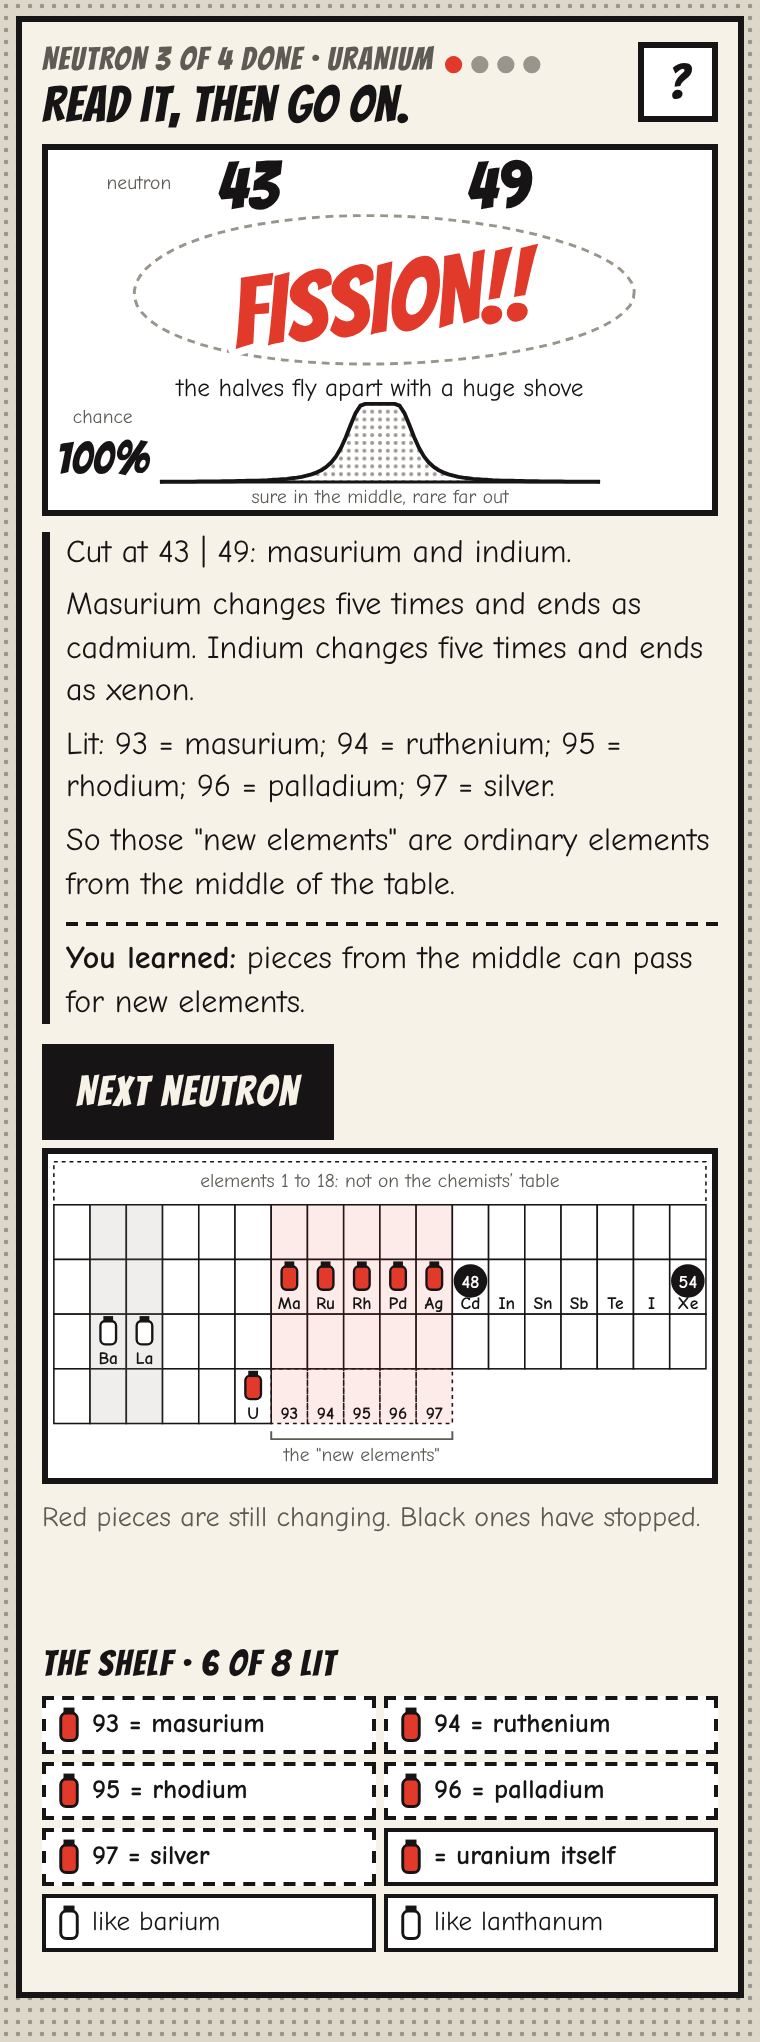 NEUTRON 3 OF 4 DONE · URANIUM
READ IT, THEN GO ON.
?
neutron 43 49
FISSION!!
the halves fly apart with a huge shove
chance
100%
sure in the middle, rare far out
Cut at 43 | 49: masurium and indium.
Masurium changes five times and ends as
cadmium. Indium changes five times and ends
as xenon.
Lit: 93 = masurium; 94 = ruthenium; 95 =
rhodium; 96 = palladium; 97 = silver.
So those "new elements" are ordinary elements
from the middle of the table.
You learned: pieces from the middle can pass
for new elements.
NEXT NEUTRON
elements 1 to 18: not on the chemists' table
48 54
Ma Ru Rh Pd Ag Cd In Sn Sb Te I Xe
Ba La
U 93 94 95 96 97
the "new elements"
Red pieces are still changing. Black ones have stopped.
THE SHELF · 6 OF 8 LIT
93 = masurium
94 = ruthenium
95 = rhodium
96 = palladium
97 = silver
= uranium itself
like barium
like lanthanum